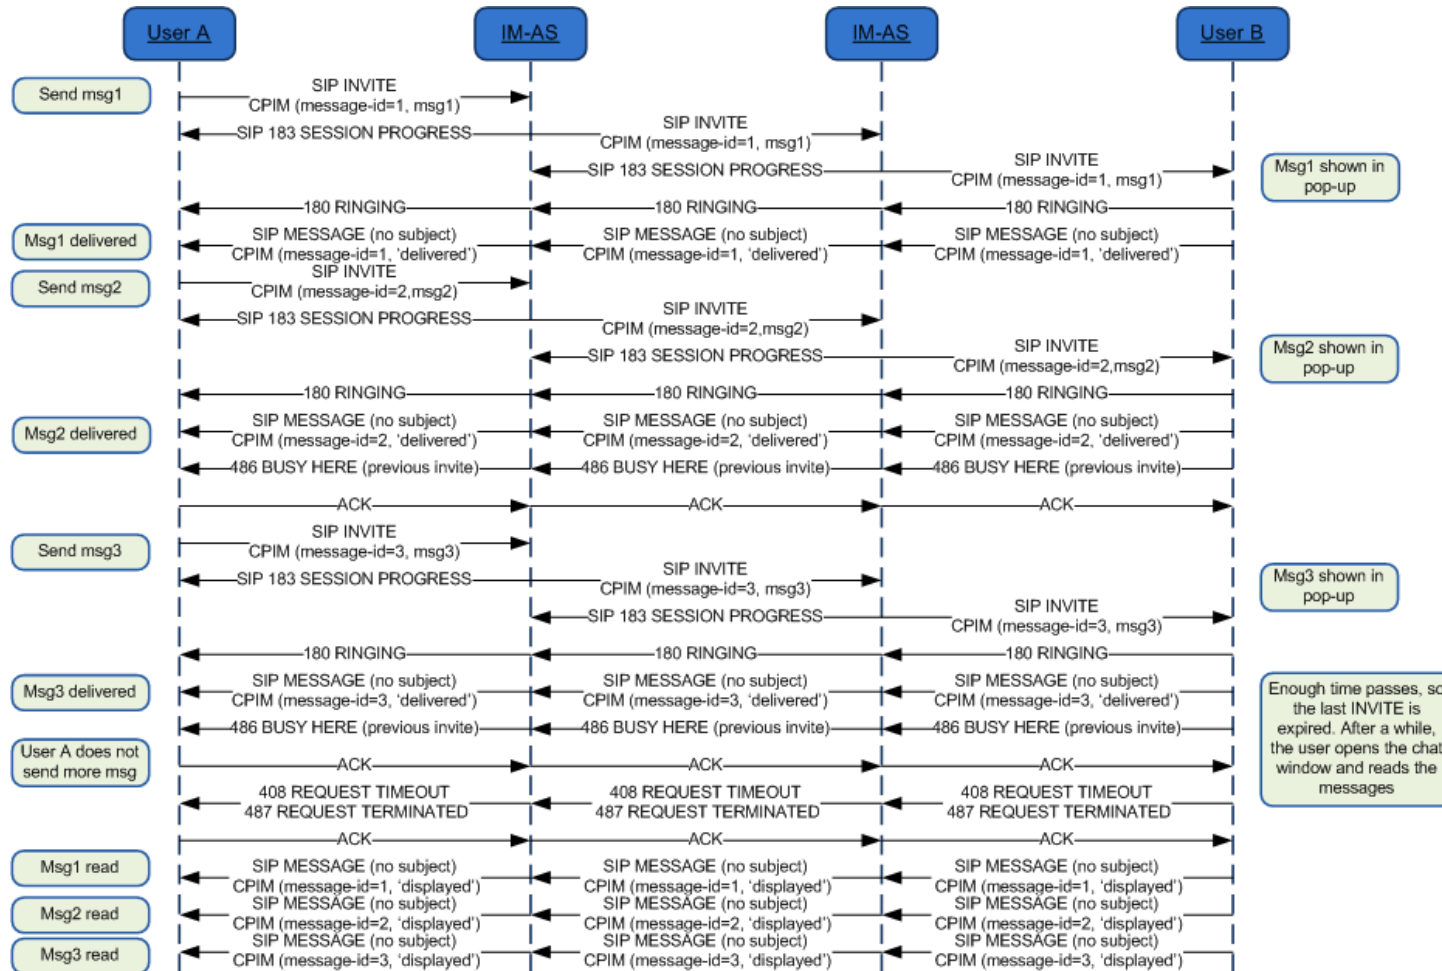 User A
IM-AS
IM-AS
User B
Send msg1
SIP INVITE
CPIM (message-id=1, msg1)
SIP 183 SESSION PROGRESS
SIP INVITE
CPIM (message-id=1, msg1)
SIP 183 SESSION PROGRESS
SIP INVITE
CPIM (message-id=1, msg1)
Msg1 shown in
pop-up
180 RINGING
180 RINGING
180 RINGING
Msg1 delivered
SIP MESSAGE (no subject)
CPIM (message-id=1, ‘delivered’)
SIP MESSAGE (no subject)
CPIM (message-id=1, ‘delivered’)
SIP MESSAGE (no subject)
CPIM (message-id=1, ‘delivered’)
Send msg2
SIP INVITE
CPIM (message-id=2,msg2)
SIP 183 SESSION PROGRESS
SIP INVITE
CPIM (message-id=2,msg2)
SIP 183 SESSION PROGRESS
SIP INVITE
CPIM (message-id=2,msg2)
Msg2 shown in
pop-up
180 RINGING
180 RINGING
180 RINGING
Msg2 delivered
SIP MESSAGE (no subject)
CPIM (message-id=2, ‘delivered’)
SIP MESSAGE (no subject)
CPIM (message-id=2, ‘delivered’)
SIP MESSAGE (no subject)
CPIM (message-id=2, ‘delivered’)
486 BUSY HERE (previous invite)
486 BUSY HERE (previous invite)
486 BUSY HERE (previous invite)
ACK
ACK
ACK
Send msg3
SIP INVITE
CPIM (message-id=3, msg3)
SIP 183 SESSION PROGRESS
SIP INVITE
CPIM (message-id=3, msg3)
SIP 183 SESSION PROGRESS
SIP INVITE
CPIM (message-id=3, msg3)
Msg3 shown in
pop-up
180 RINGING
180 RINGING
180 RINGING
Msg3 delivered
SIP MESSAGE (no subject)
CPIM (message-id=3, ‘delivered’)
SIP MESSAGE (no subject)
CPIM (message-id=3, ‘delivered’)
SIP MESSAGE (no subject)
CPIM (message-id=3, ‘delivered’)
486 BUSY HERE (previous invite)
486 BUSY HERE (previous invite)
486 BUSY HERE (previous invite)
Enough time passes, so
the last INVITE is
expired. After a while,
the user opens the chat
window and reads the
messages
User A does not
send more msg
ACK
ACK
ACK
408 REQUEST TIMEOUT
487 REQUEST TERMINATED
408 REQUEST TIMEOUT
487 REQUEST TERMINATED
408 REQUEST TIMEOUT
487 REQUEST TERMINATED
ACK
ACK
ACK
Msg1 read
SIP MESSAGE (no subject)
CPIM (message-id=1, ‘displayed’)
SIP MESSAGE (no subject)
CPIM (message-id=1, ‘displayed’)
SIP MESSAGE (no subject)
CPIM (message-id=1, ‘displayed’)
Msg2 read
SIP MESSAGE (no subject)
CPIM (message-id=2, ‘displayed’)
SIP MESSAGE (no subject)
CPIM (message-id=2, ‘displayed’)
SIP MESSAGE (no subject)
CPIM (message-id=2, ‘displayed’)
Msg3 read
SIP MESSAGE (no subject)
CPIM (message-id=3, ‘displayed’)
SIP MESSAGE (no subject)
CPIM (message-id=3, ‘displayed’)
SIP MESSAGE (no subject)
CPIM (message-id=3, ‘displayed’)